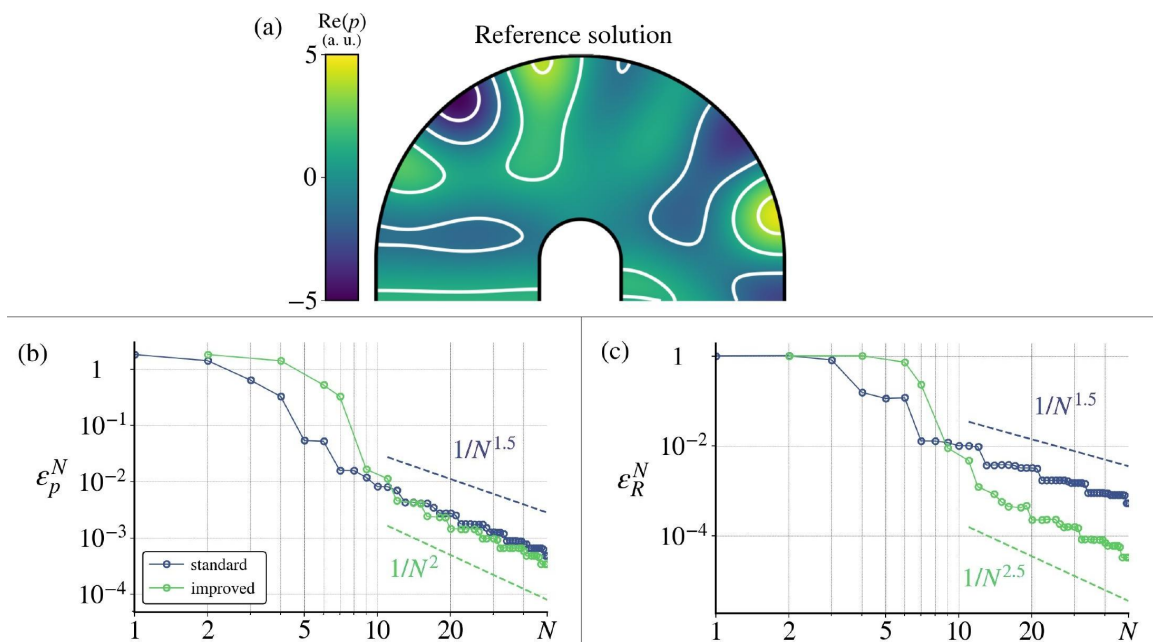 (a)
Re(p)
(a. u.)
Reference solution
5
0
−5
(b)
1
10⁻¹
10⁻²
10⁻³
10⁻⁴
ε_p^N
1/N^1.5
1/N^2
standard
improved
1 2 5 10 20 N
(c)
1
10⁻²
10⁻⁴
ε_R^N
1/N^1.5
1/N^2.5
1 2 5 10 20 N